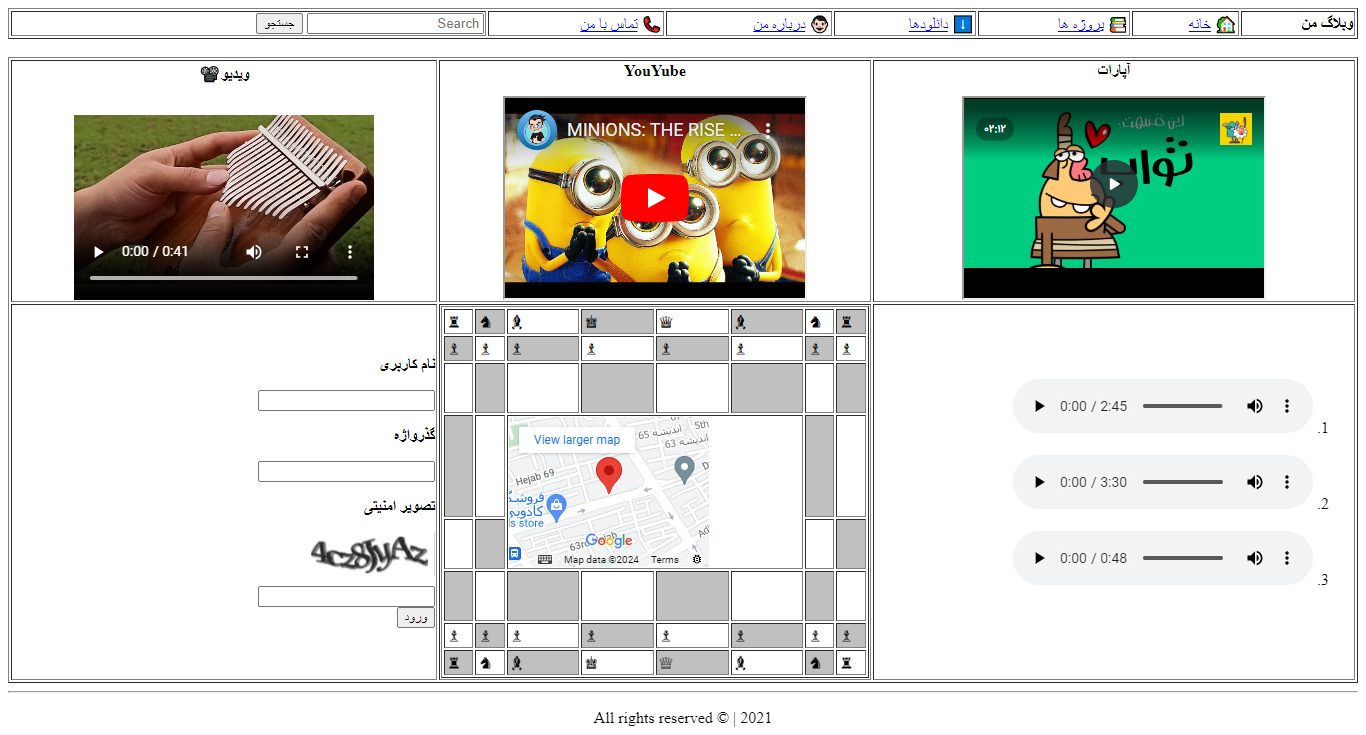 وبلاگ من
خانه
پروژه ها
دانلودها
درباره من
تماس با من
Search
جستجو
آپارات
۰۲:۱۲
این قسمت:
ثواب
YouYube
MINIONS: THE RISE ...
ویدیو
0:00 / 0:41
.1
0:00 / 2:45
.2
0:00 / 3:30
.3
0:00 / 0:48
View larger map
اندیشه 65
اندیشه 63
5th
Hejab 69
فروشگ
کادویی
s store
Google
Map data ©2024
Terms
نام کاربری
گذرواژه
تصویر امنیتی
4cz8JyAz
ورود
All rights reserved © | 2021